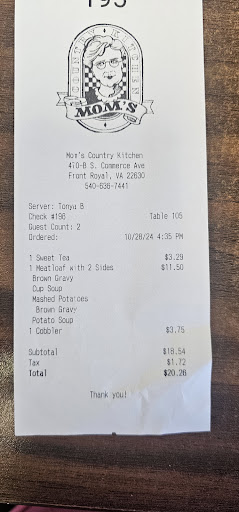 195
COUNTRY KITCHEN
MOM'S
Mom's Country Kitchen
470-B S. Commerce Ave
Front Royal, VA 22630
540-636-7441
Server: Tonyu B
Check #196 Table 105
Guest Count: 2
Ordered: 10/28/24 4:35 PM
1 Sweet Tea $3.29
1 Meatloaf with 2 Sides $11.50
Brown Gravy
Cup Soup
Mashed Potatoes
Brown Gravy
Potato Soup
1 Cobbler $3.75
Subtotal $18.54
Tax $1.72
Total $20.26
Thank you!